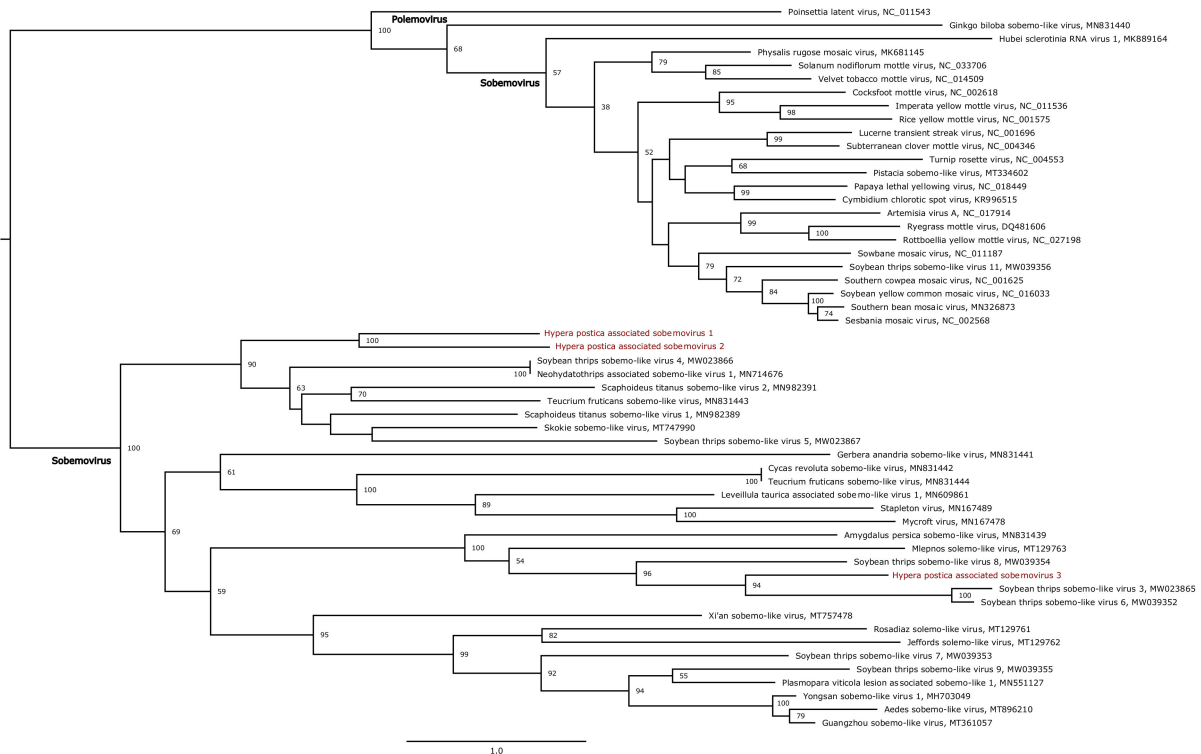 Poinsettia latent virus, NC_011543
Polemovirus
100
Ginkgo biloba sobemo-like virus, MN831440
Hubei sclerotinia RNA virus 1, MK889164
68
Physalis rugose mosaic virus, MK681145
79
Solanum nodiflorum mottle virus, NC_033706
57
85
Sobemovirus
Velvet tobacco mottle virus, NC_014509
Cocksfoot mottle virus, NC_002618
95
38
Imperata yellow mottle virus, NC_011536
98
Rice yellow mottle virus, NC_001575
Lucerne transient streak virus, NC_001696
99
Subterranean clover mottle virus, NC_004346
52
Turnip rosette virus, NC_004553
68
Pistacia sobemo-like virus, MT334602
Papaya lethal yellowing virus, NC_018449
99
Cymbidium chlorotic spot virus, KR996515
Artemisia virus A, NC_017914
99
Ryegrass mottle virus, DQ481606
100
Rottboellia yellow mottle virus, NC_027198
Sowbane mosaic virus, NC_011187
79
Soybean thrips sobemo-like virus 11, MW039356
72
Southern cowpea mosaic virus, NC_001625
84
Soybean yellow common mosaic virus, NC_016033
100
Southern bean mosaic virus, MN326873
74
Sesbania mosaic virus, NC_002568
Hypera postica associated sobemovirus 1
100
Hypera postica associated sobemovirus 2
90
Soybean thrips sobemo-like virus 4, MW023866
100
Neohydatothrips associated sobemo-like virus 1, MN714676
63
Scaphoideus titanus sobemo-like virus 2, MN982391
70
Teucrium fruticans sobemo-like virus, MN831443
Scaphoideus titanus sobemo-like virus 1, MN982389
Skokie sobemo-like virus, MT747990
Soybean thrips sobemo-like virus 5, MW023867
100
Sobemovirus
Gerbera anandria sobemo-like virus, MN831441
61
Cycas revoluta sobemo-like virus, MN831442
100
Teucrium fruticans sobemo-like virus, MN831444
100
Leveillula taurica associated sobemo-like virus 1, MN609861
89
Stapleton virus, MN167489
100
Mycroft virus, MN167478
69
Amygdalus persica sobemo-like virus, MN831439
100
Mlepnos solemo-like virus, MT129763
54
Soybean thrips sobemo-like virus 8, MW039354
96
Hypera postica associated sobemovirus 3
94
Soybean thrips sobemo-like virus 3, MW023865
100
Soybean thrips sobemo-like virus 6, MW039352
59
Xi'an sobemo-like virus, MT757478
95
Rosadiaz solemo-like virus, MT129761
82
Jeffords solemo-like virus, MT129762
99
Soybean thrips sobemo-like virus 7, MW039353
92
Soybean thrips sobemo-like virus 9, MW039355
55
Plasmopara viticola lesion associated sobemo-like 1, MN551127
94
Yongsan sobemo-like virus 1, MH703049
100
Aedes sobemo-like virus, MT896210
79
Guangzhou sobemo-like virus, MT361057
1.0